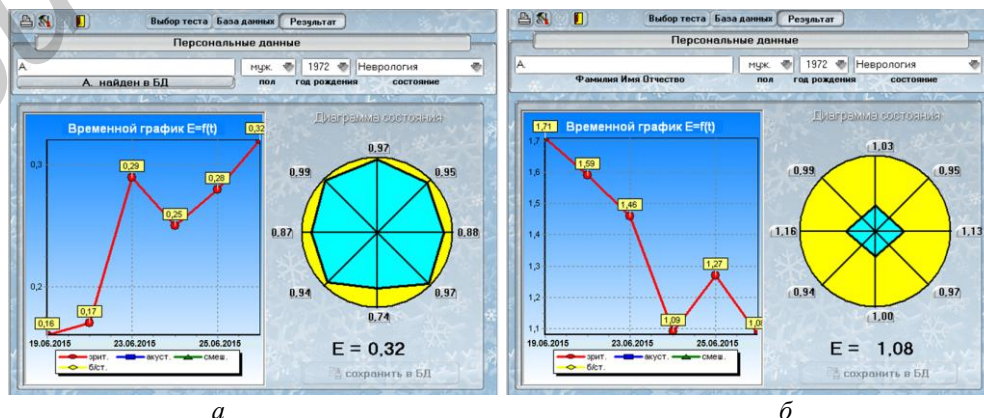 Выбор теста База данных Результат
Персональные данные
А. муж. 1972 Неврология
А. найден в БД пол год рождения состояние
Временной график E=f(t)
Диаграмма состояния
0,32
0,3
0,29
0,28
0,25
0,2
0,17
0,16
19.06.2015 23.06.2015 25.06.2015
зрит. акуст. смеш.
б/ст.
0.97
0.99 0.95
0.87 0.88
0.94 0.97
0.74
E = 0,32
сохранить в БД
а
Выбор теста База данных Результат
Персональные данные
А. муж. 1972 Неврология
Фамилия Имя Отчество пол год рождения состояние
Временной график E=f(t)
Диаграмма состояния
1,71
1,7
1,59
1,6
1,5
1,46
1,4
1,3
1,27
1,2
1,09
1,1
19.06.2015 23.06.2015 25.06.2015
зрит. акуст. смеш.
б/ст.
1,03
0,99 0,95
1,16 1,13
0,94 0,97
1,00
E = 1,08
сохранить в БД
б